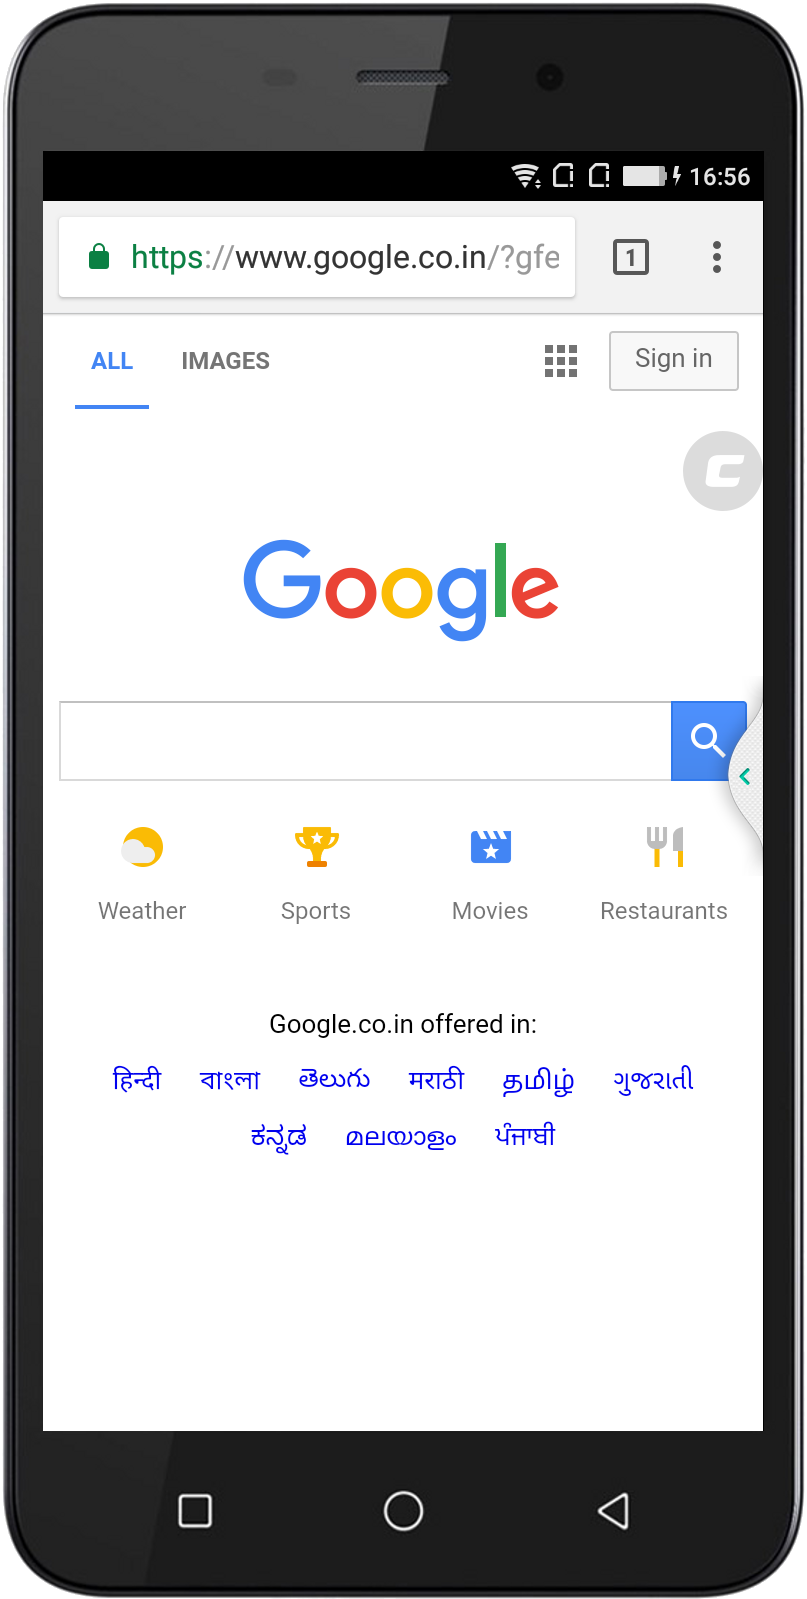 16:56
https://www.google.co.in/?gfe
1
ALL IMAGES Sign in
Google
Weather Sports Movies Restaurants
Google.co.in offered in:
हिन्दी বাংলা తెలుగు मराठी தமிழ் ગુજરાતી
ಕನ್ನಡ മലയാളം ਪੰਜਾਬੀ